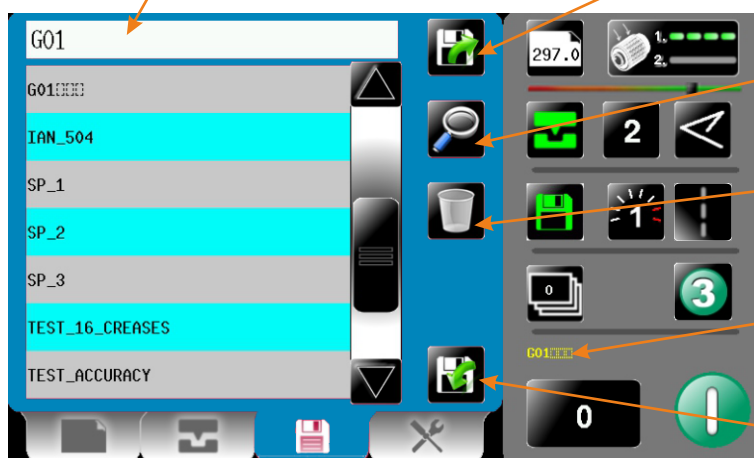 G01
G01
IAN_504
SP_1
SP_2
SP_3
TEST_16_CREASES
TEST_ACCURACY
297.0
1.
2.
2
1
0
3
G01
0